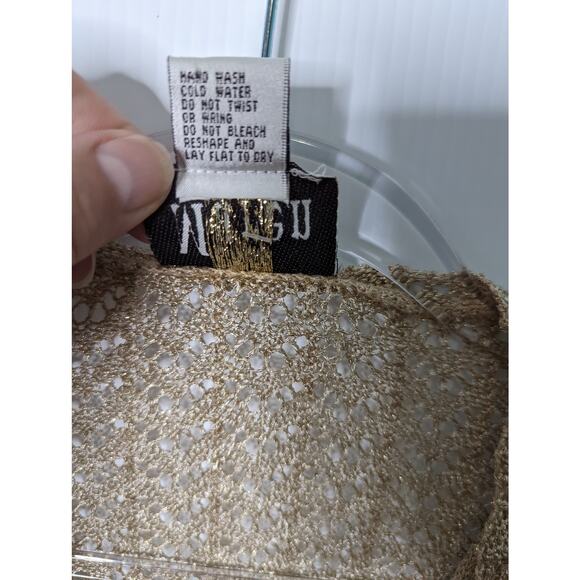 HAND WASH
COLD WATER
DO NOT TWIST
OR WRING
DO NOT BLEACH
RESHAPE AND
LAY FLAT TO DRY